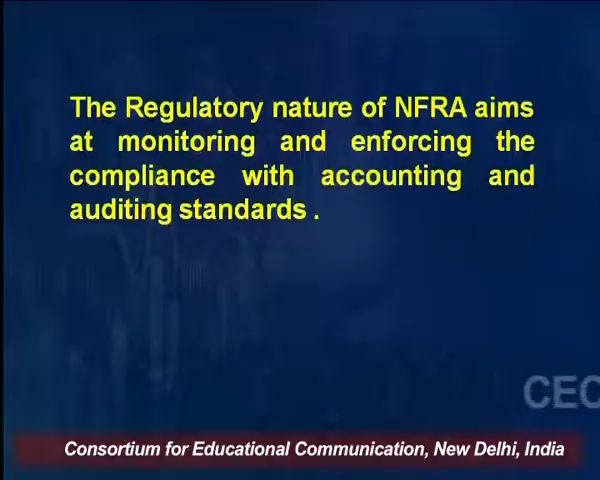 The Regulatory nature of NFRA aims
at monitoring and enforcing the
compliance with accounting and
auditing standards .
CEC
Consortium for Educational Communication, New Delhi, India